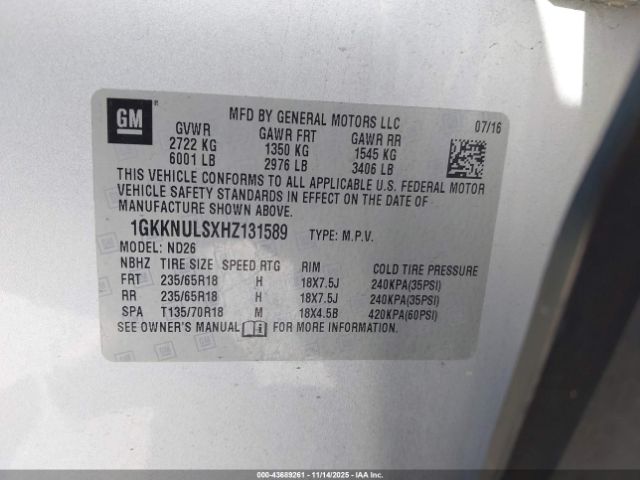 GM
MFD BY GENERAL MOTORS LLC 07/16
GVWR GAWR FRT GAWR RR
2722 KG 1350 KG 1545 KG
6001 LB 2976 LB 3406 LB
THIS VEHICLE CONFORMS TO ALL APPLICABLE U.S. FEDERAL MOTOR
VEHICLE SAFETY STANDARDS IN EFFECT ON THE DATE OF
MANUFACTURE SHOWN ABOVE.
1GKKNULSXHZ131589 TYPE: M.P.V.
MODEL: ND26
NBHZ TIRE SIZE SPEED RTG RIM COLD TIRE PRESSURE
FRT 235/65R18 H 18X7.5J 240KPA(35PSI)
RR 235/65R18 H 18X7.5J 240KPA(35PSI)
SPA T135/70R18 M 18X4.5B 420KPA(60PSI)
SEE OWNER'S MANUAL FOR MORE INFORMATION.
000-43689261 - 11/14/2025 - IAAI.com